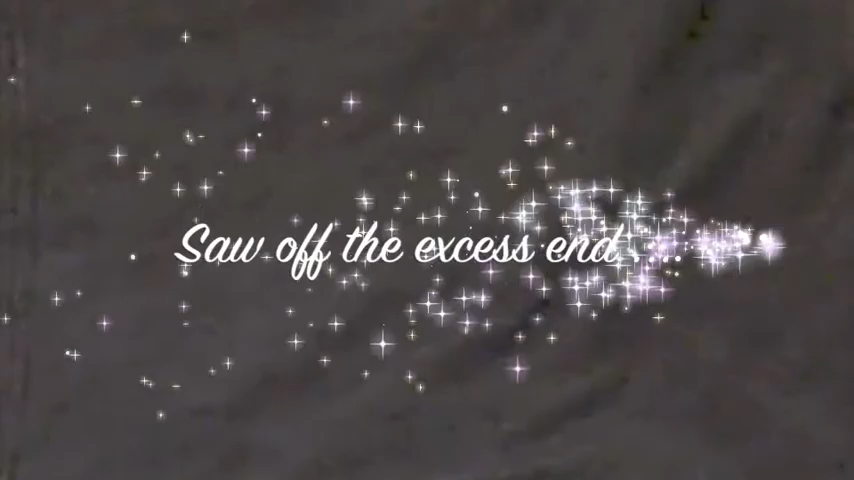 Saw off the excess end.....